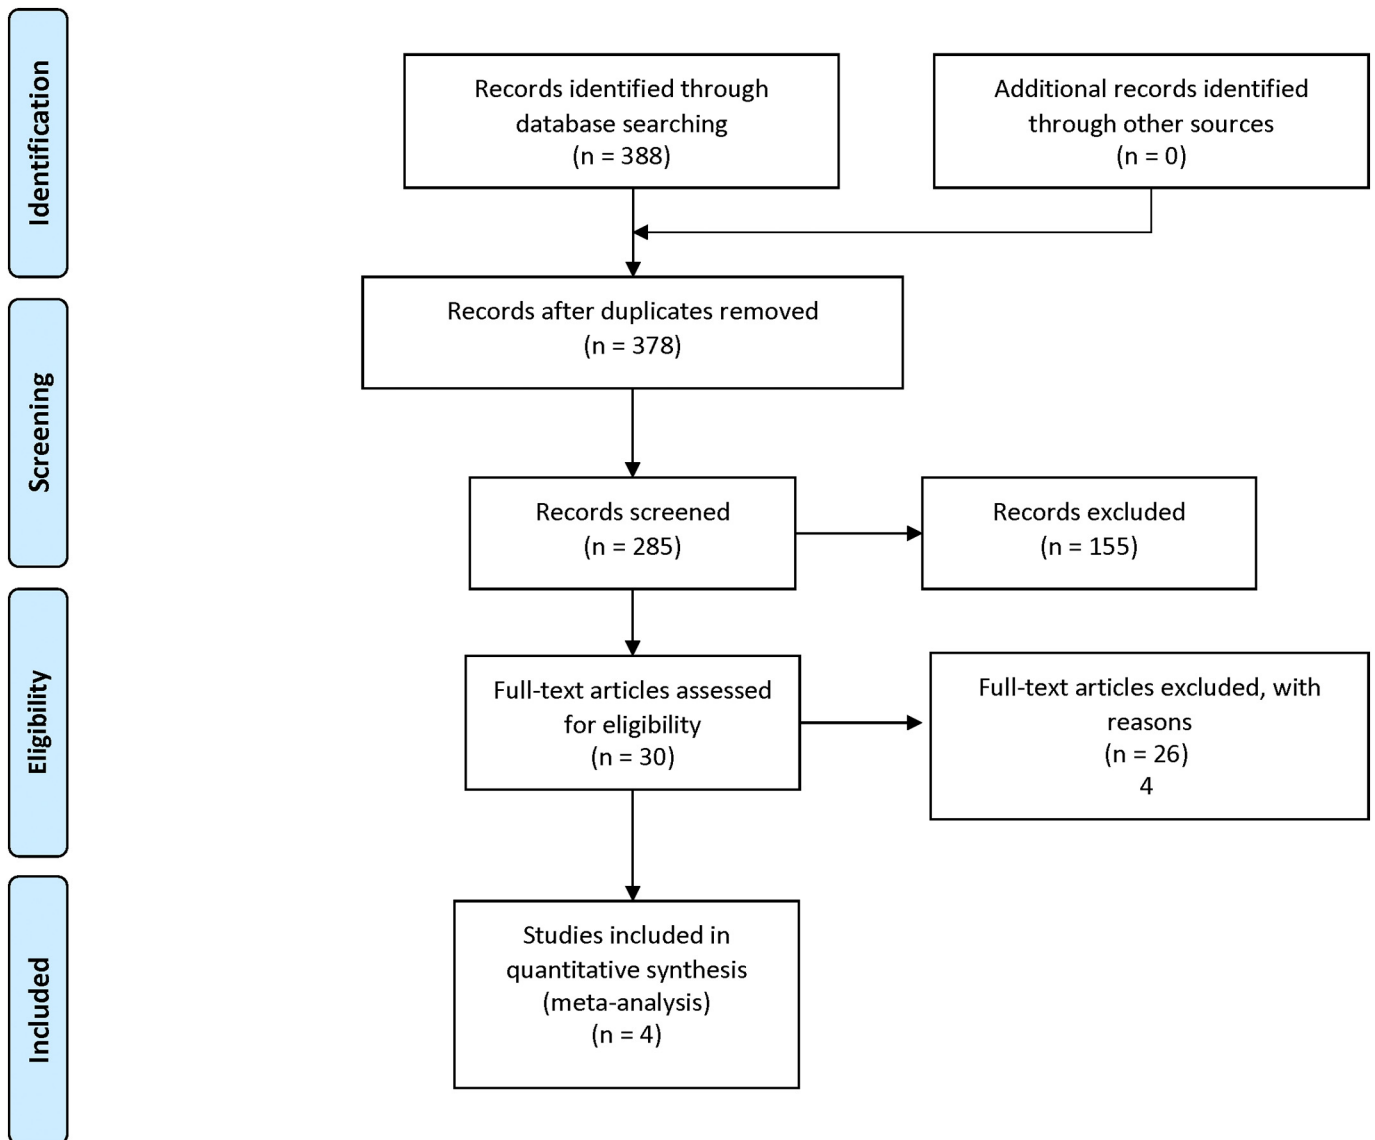 Identification
Records identified through
database searching
(n = 388)
Additional records identified
through other sources
(n = 0)
Screening
Records after duplicates removed
(n = 378)
Records screened
(n = 285)
Records excluded
(n = 155)
Eligibility
Full-text articles assessed
for eligibility
(n = 30)
Full-text articles excluded, with
reasons
(n = 26)
4
Included
Studies included in
quantitative synthesis
(meta-analysis)
(n = 4)